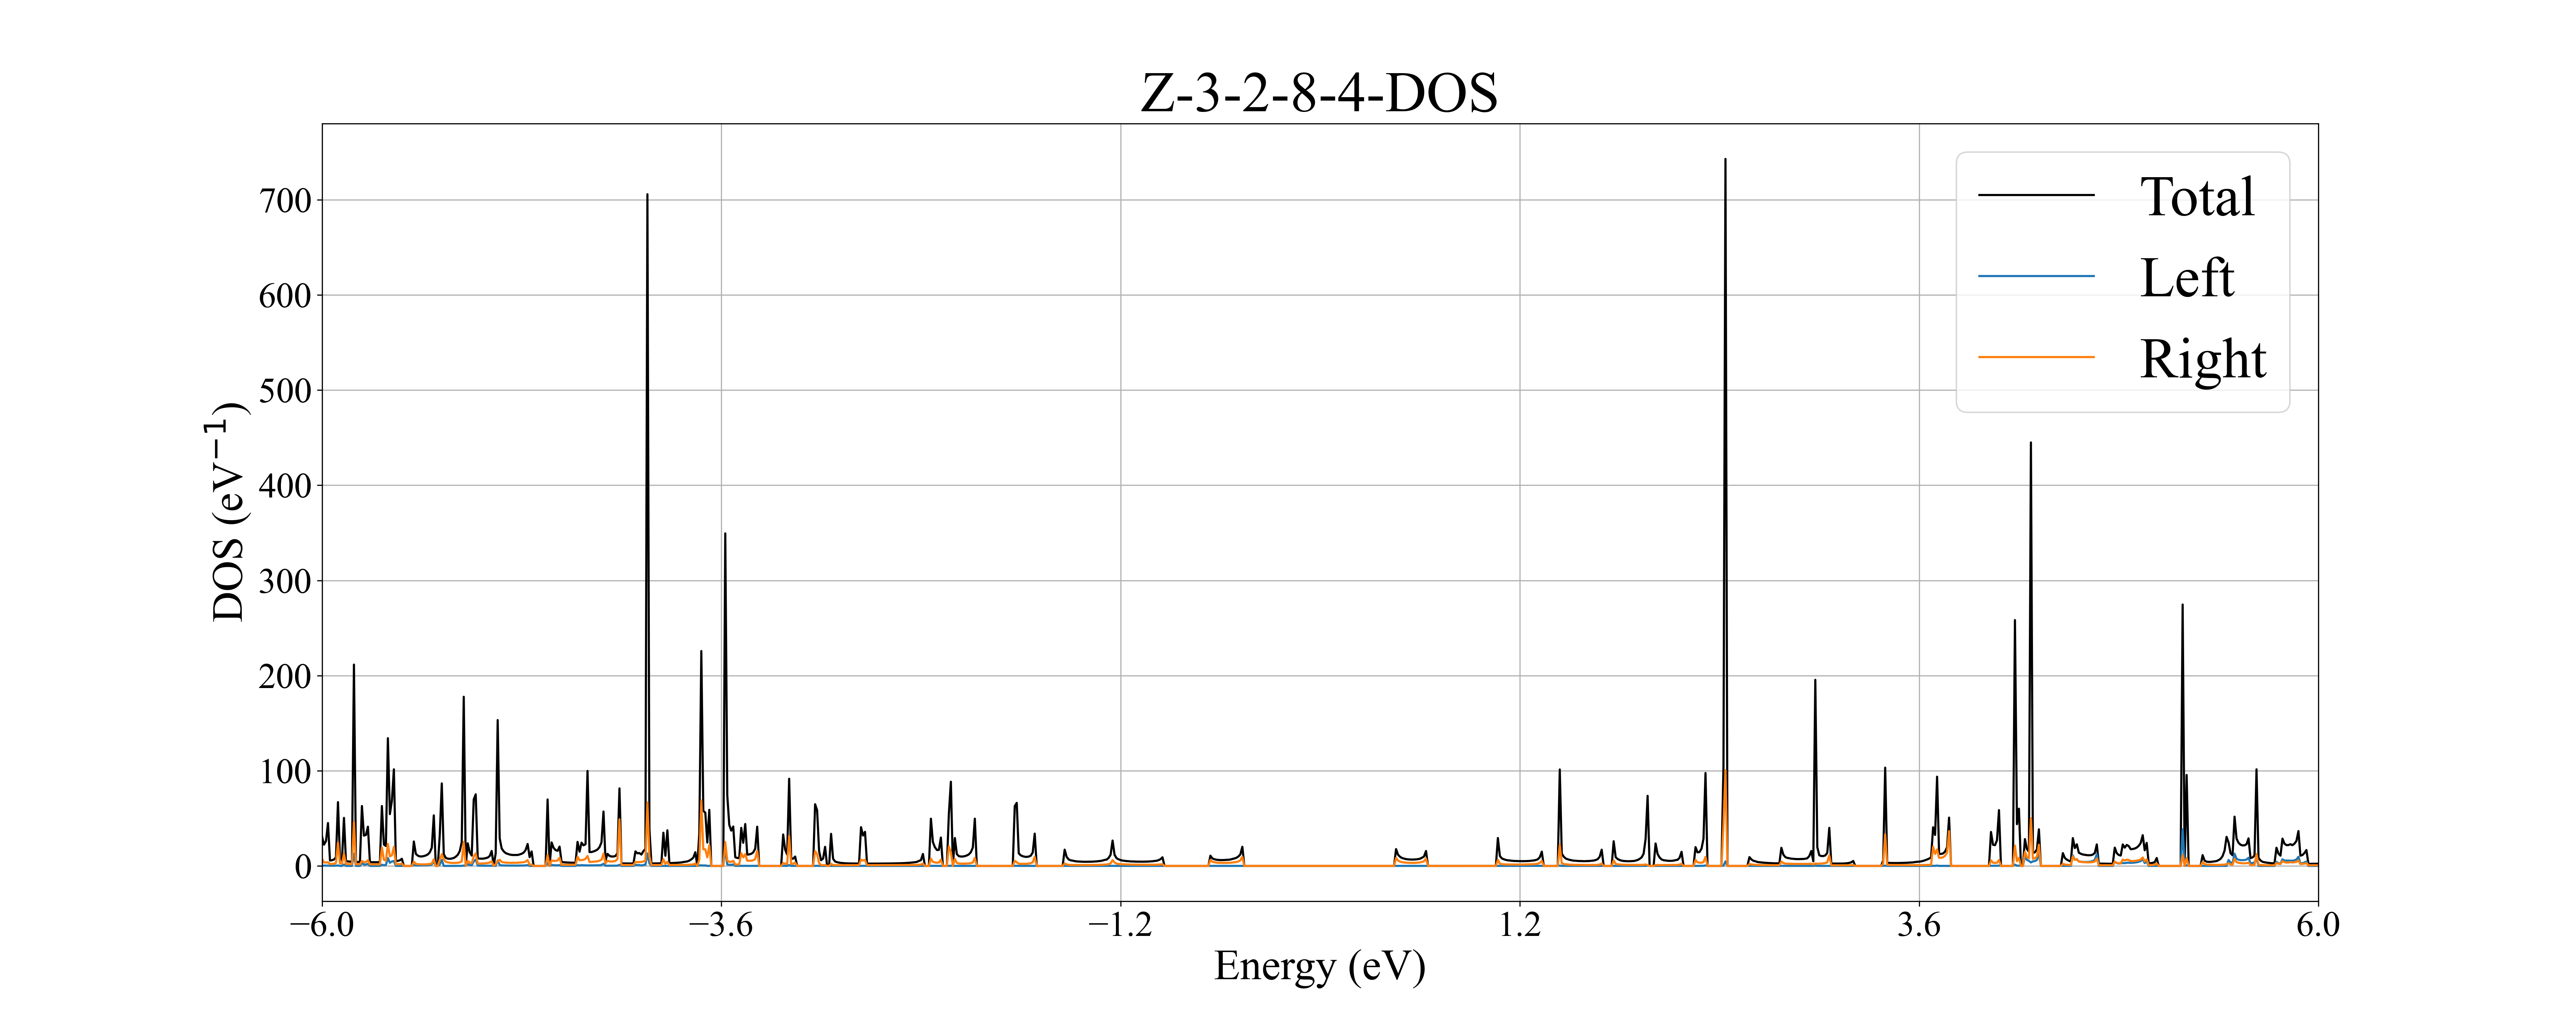 Z-3-2-8-4-DOS
DOS (eV⁻¹)
700
600
500
400
300
200
100
0
Total
Left
Right
−6.0 −3.6 −1.2 1.2 3.6 6.0
Energy (eV)